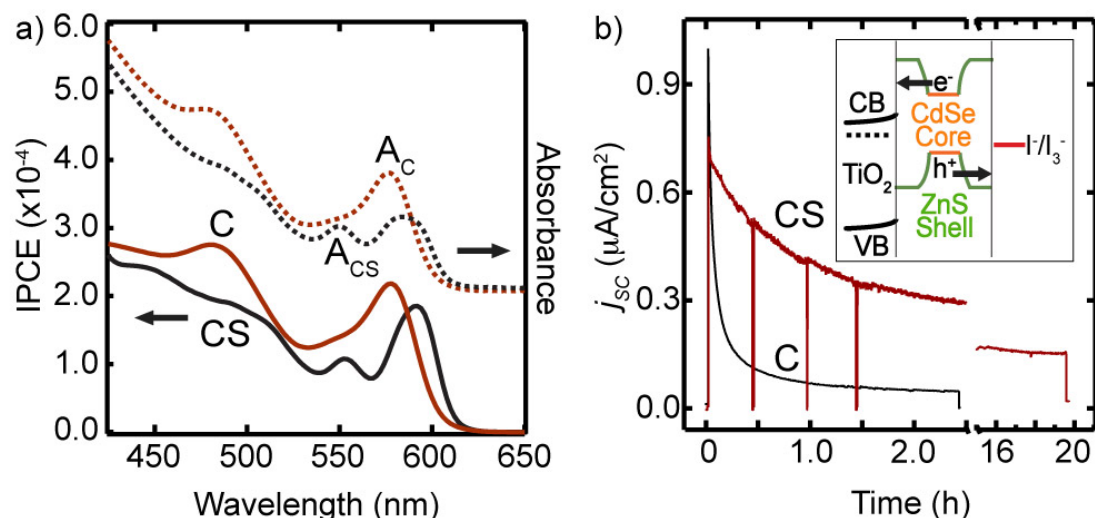 a)
6.0
5.0
4.0
3.0
2.0
1.0
0.0
IPCE (x10⁻⁴)
A_C
A_CS
C
CS
Absorbance
450 500 550 600 650
Wavelength (nm)
b)
0.9
0.6
0.3
0.0
j_SC (µA/cm²)
CS
C
CB
TiO₂
VB
e⁻
CdSe
Core
h⁺
ZnS
Shell
I⁻/I₃⁻
0 1.0 2.0 16 20
Time (h)